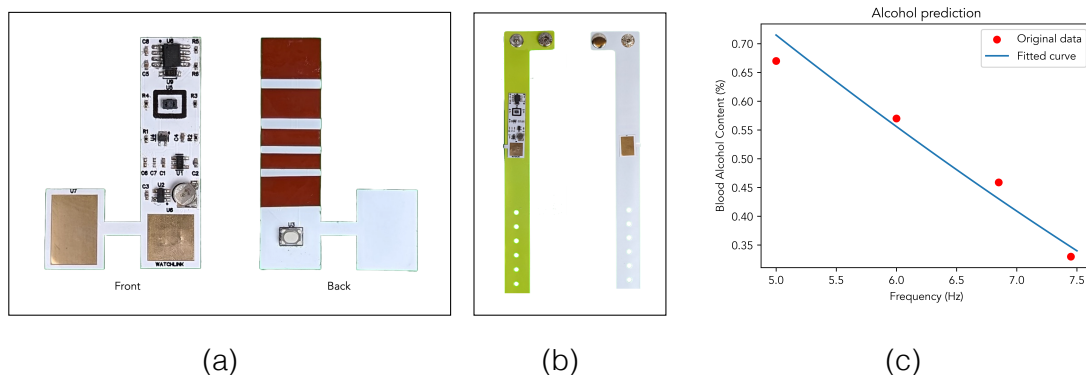 C8
U8
R5
C5
R6
U9
U5
R4
R3
R1
C4
R2
C6
C7
C1
U1
C2
C3
U2
U7
U6
WATCHLINK
Front
U3
Back
Alcohol prediction
Original data
Fitted curve
Blood Alcohol Content (%)
0.70
0.65
0.60
0.55
0.50
0.45
0.40
0.35
5.0
5.5
6.0
6.5
7.0
7.5
Frequency (Hz)
(a)
(b)
(c)